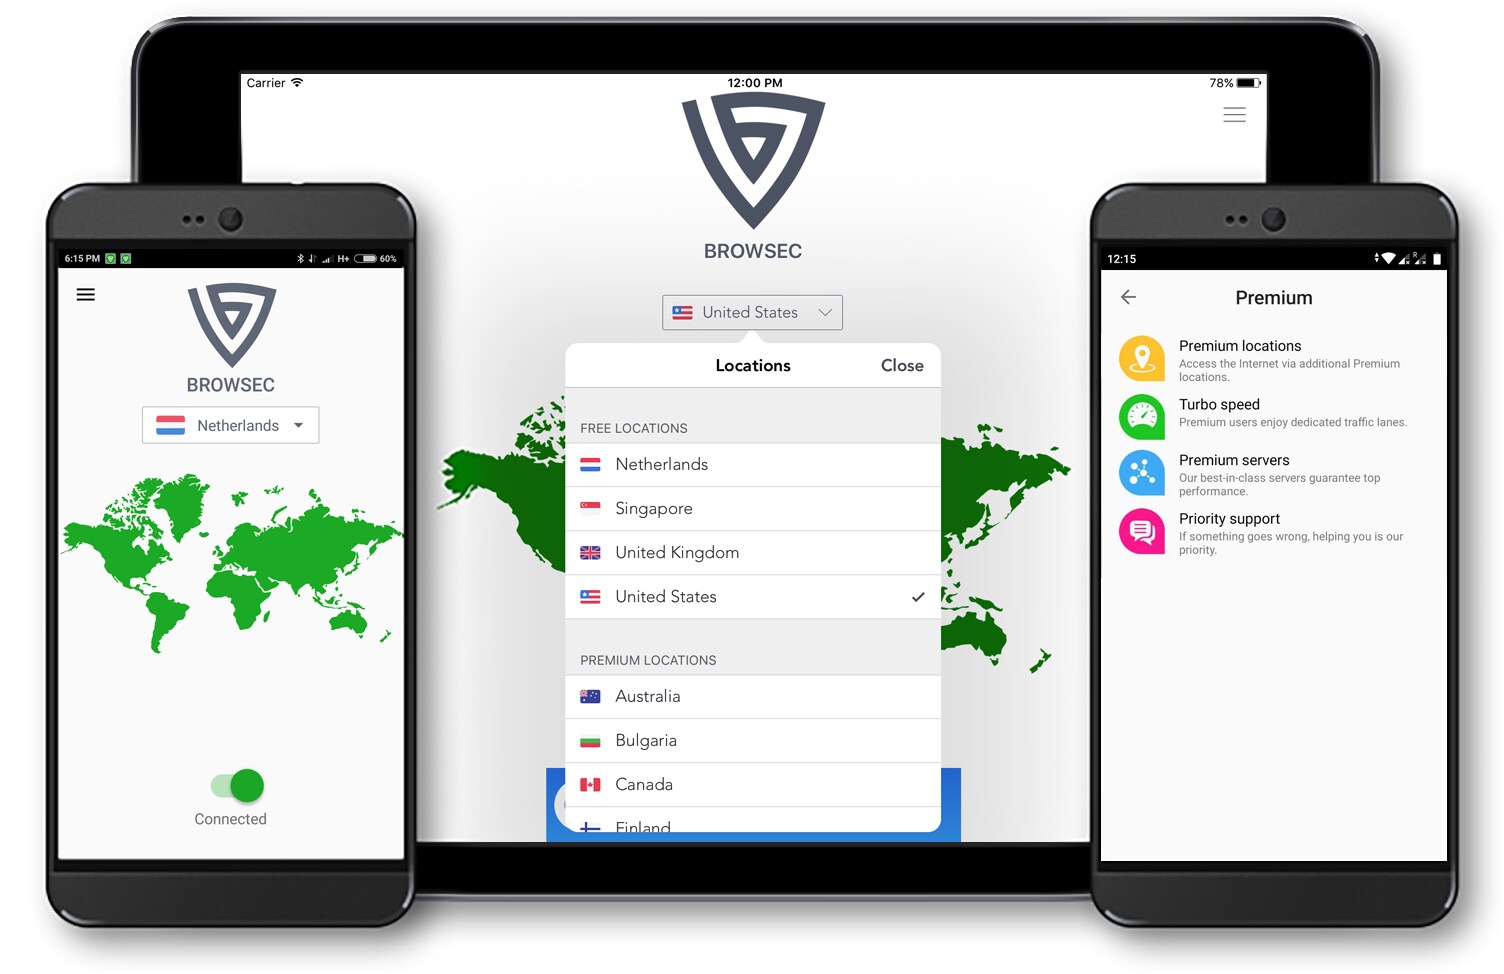 Carrier
12:00 PM
78%
BROWSEC
United States
Locations
Close
FREE LOCATIONS
Netherlands
Singapore
United Kingdom
United States
PREMIUM LOCATIONS
Australia
Bulgaria
Canada
Finland
6:15 PM
H+
60%
BROWSEC
Netherlands
Connected
12:15
R
Premium
Premium locations
Access the Internet via additional Premium
locations.
Turbo speed
Premium users enjoy dedicated traffic lanes.
Premium servers
Our best-in-class servers guarantee top
performance.
Priority support
If something goes wrong, helping you is our
priority.